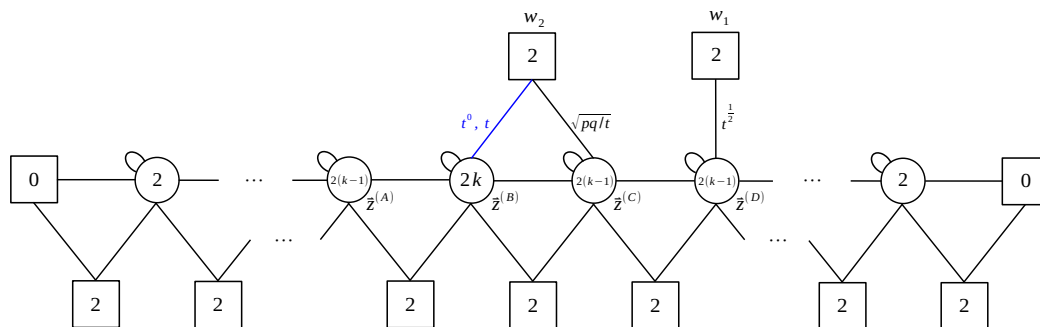 w₂ w₁
2 2
t⁰, t √pq/t t^{1/2}
0 2 ... 2(k−1) 2k 2(k−1) 2(k−1) ... 2 0
z⃗^{(A)} z⃗^{(B)} z⃗^{(C)} z⃗^{(D)}
... ...
2 2 2 2 2 2 2